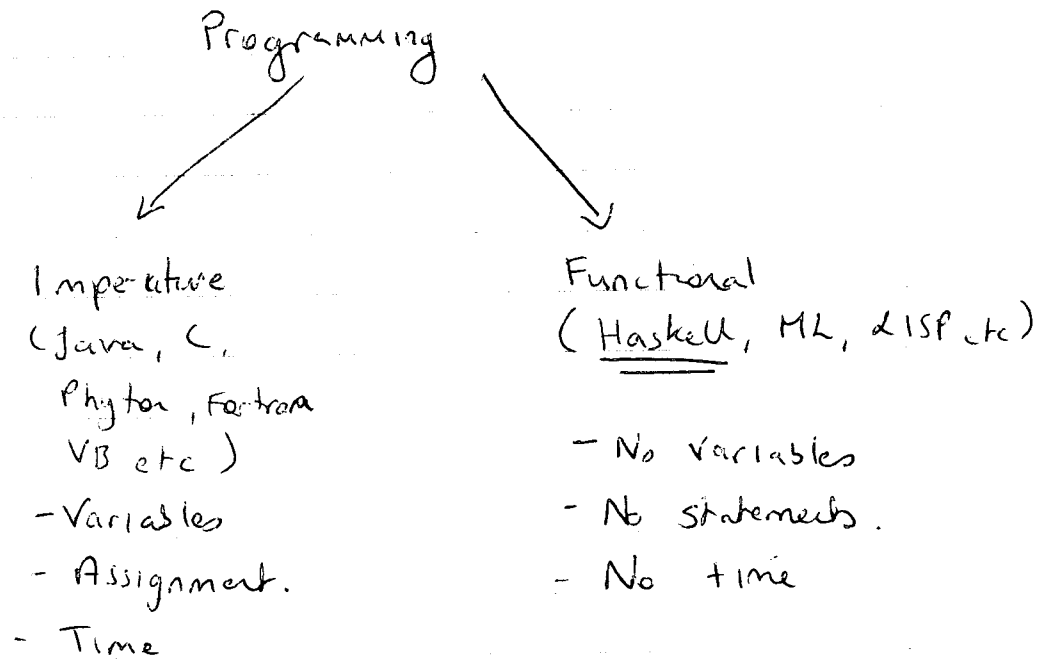 Programming
Imperative
(Java, C,
Phyton, Fortran
VB etc)
- Variables
- Assignment.
- Time
Functional
(Haskell, ML, LISP etc)
- No variables
- No statements.
- No time